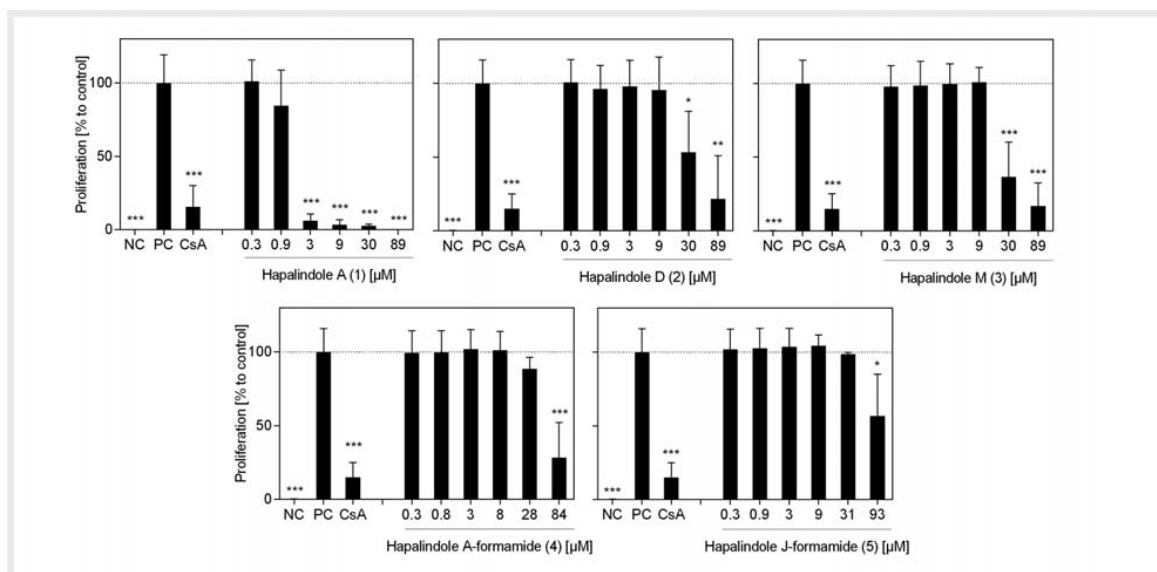 Proliferation [% to control]
100
50
0
*** *** *** *** *** ***
NC PC CsA 0.3 0.9 3 9 30 89
Hapalindole A (1) [µM]
*** *** * **
NC PC CsA 0.3 0.9 3 9 30 89
Hapalindole D (2) [µM]
*** *** *** ***
NC PC CsA 0.3 0.9 3 9 30 89
Hapalindole M (3) [µM]
Proliferation [% to control]
100
50
0
*** *** ***
NC PC CsA 0.3 0.8 3 8 28 84
Hapalindole A-formamide (4) [µM]
*** *** *
NC PC CsA 0.3 0.9 3 9 31 93
Hapalindole J-formamide (5) [µM]